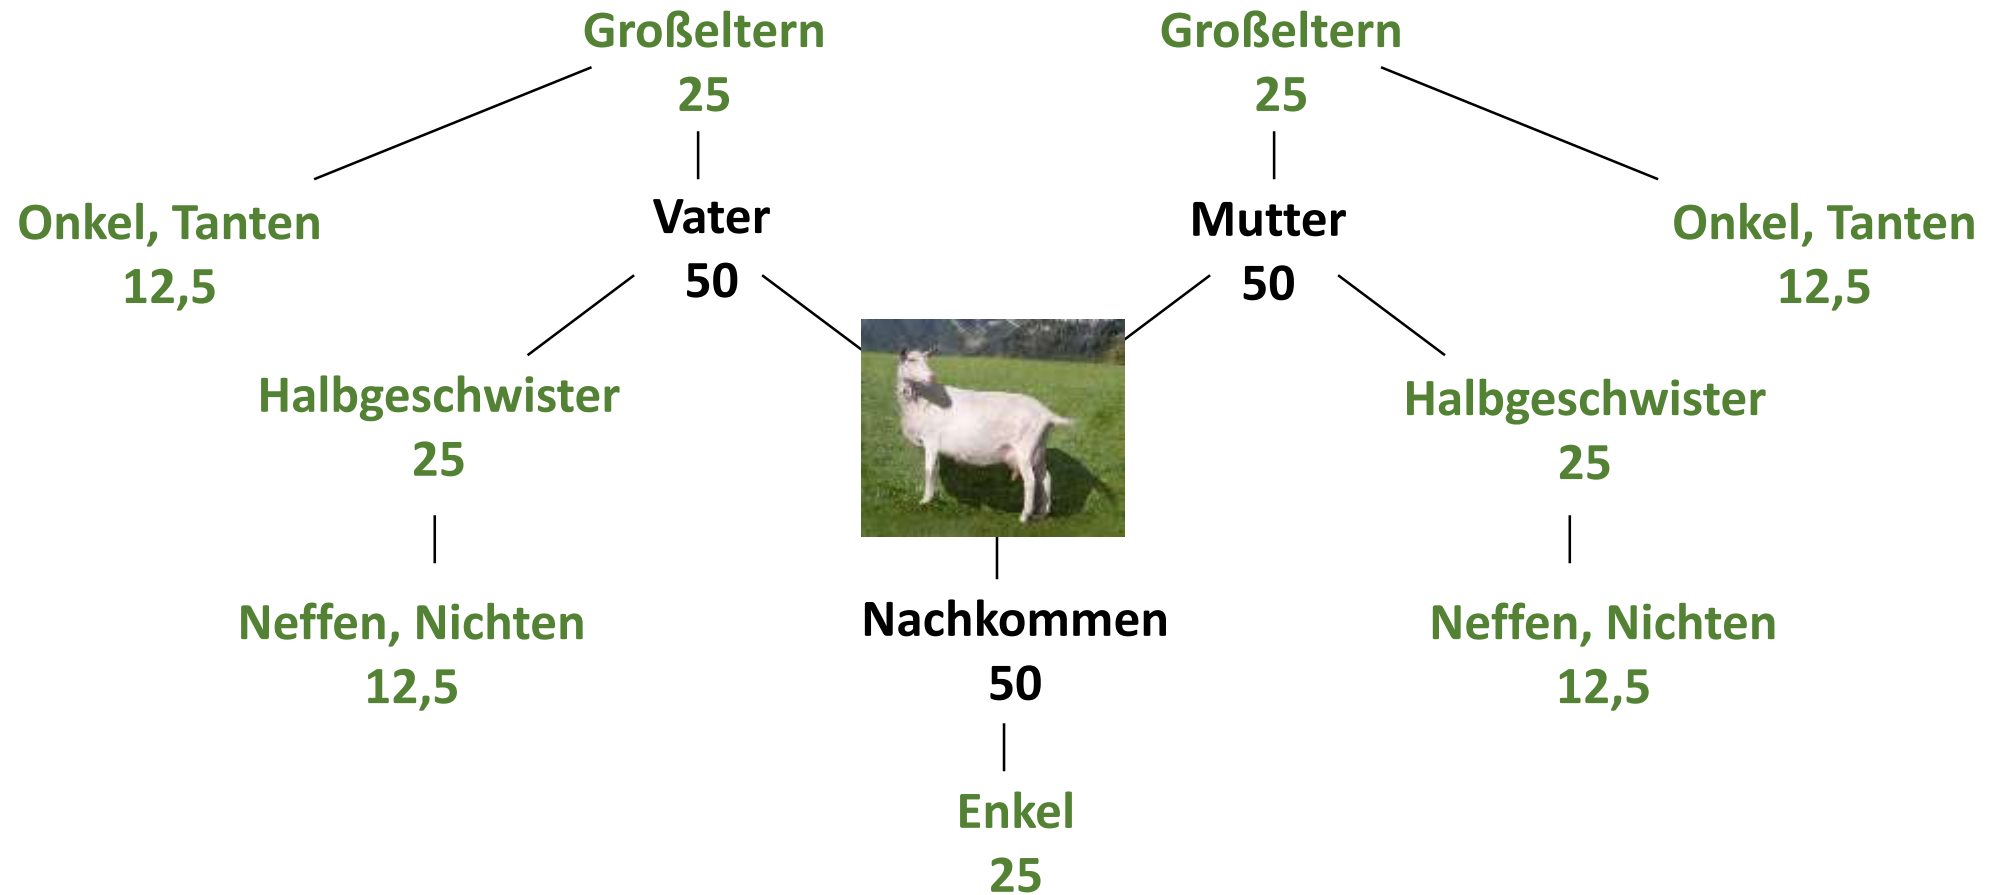 Großeltern
25
Großeltern
25
Onkel, Tanten
12,5
Vater
50
Mutter
50
Onkel, Tanten
12,5
Halbgeschwister
25
Halbgeschwister
25
Neffen, Nichten
12,5
Nachkommen
50
Neffen, Nichten
12,5
Enkel
25